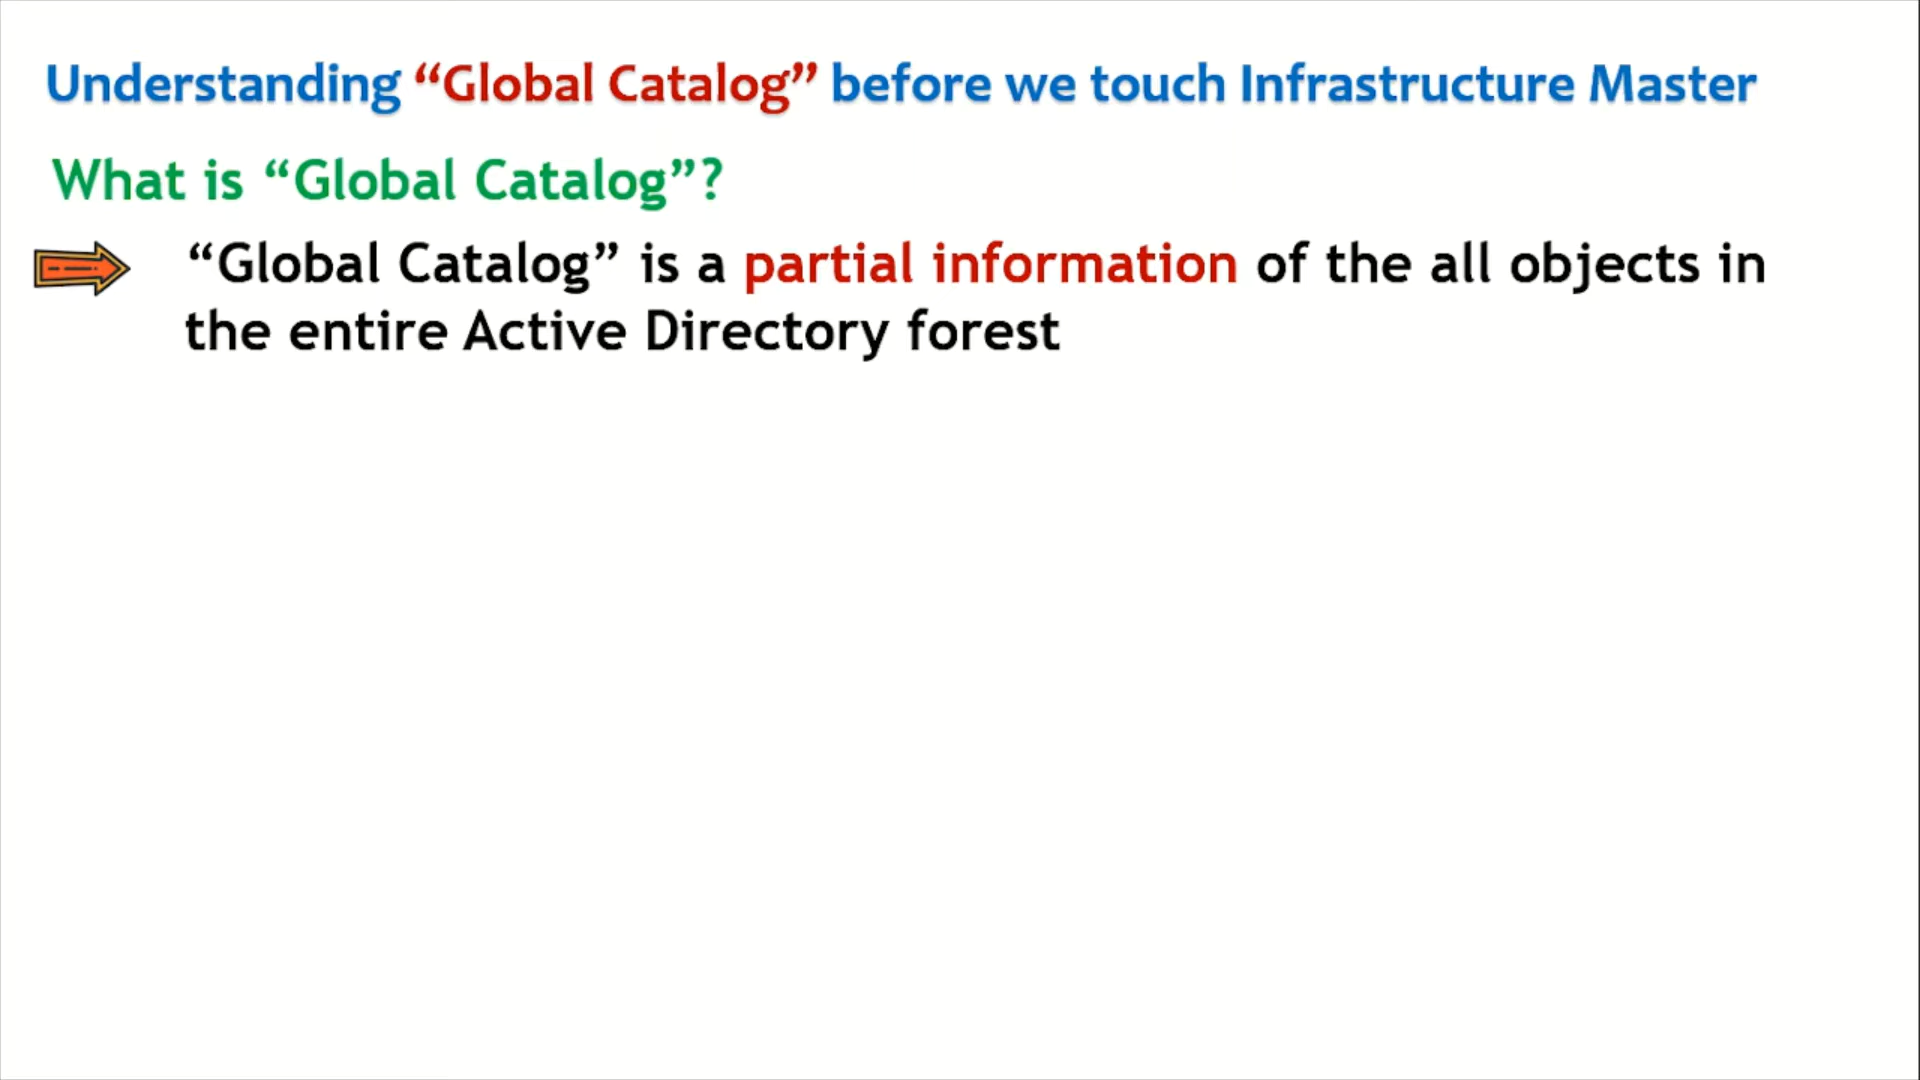 Understanding “Global Catalog” before we touch Infrastructure Master
What is “Global Catalog”?
“Global Catalog” is a partial information of the all objects in
the entire Active Directory forest